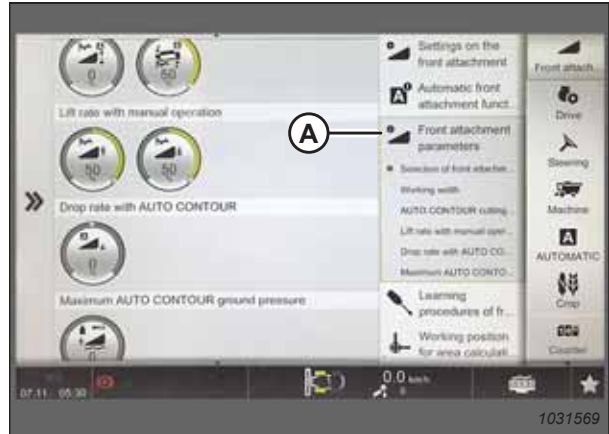 0
50
Lift rate with manual operation
50
50
Drop rate with AUTO CONTOUR
0
Maximum AUTO CONTOUR ground pressure
0
Settings on the
front attachment
Automatic front
attachment funct...
A
Front attachment
parameters
Selection of front attachm...
Working width
AUTO CONTOUR cutting...
Lift rate with manual oper...
Drop rate with AUTO CO...
Maximum AUTO CONTO...
Learning
procedures of fr...
Working position
for area calculati...
Front attach...
Drive
Steering
Machine
A
AUTOMATIC
Crop
Counter
07.11 05:30
0.0 km/h
1031569